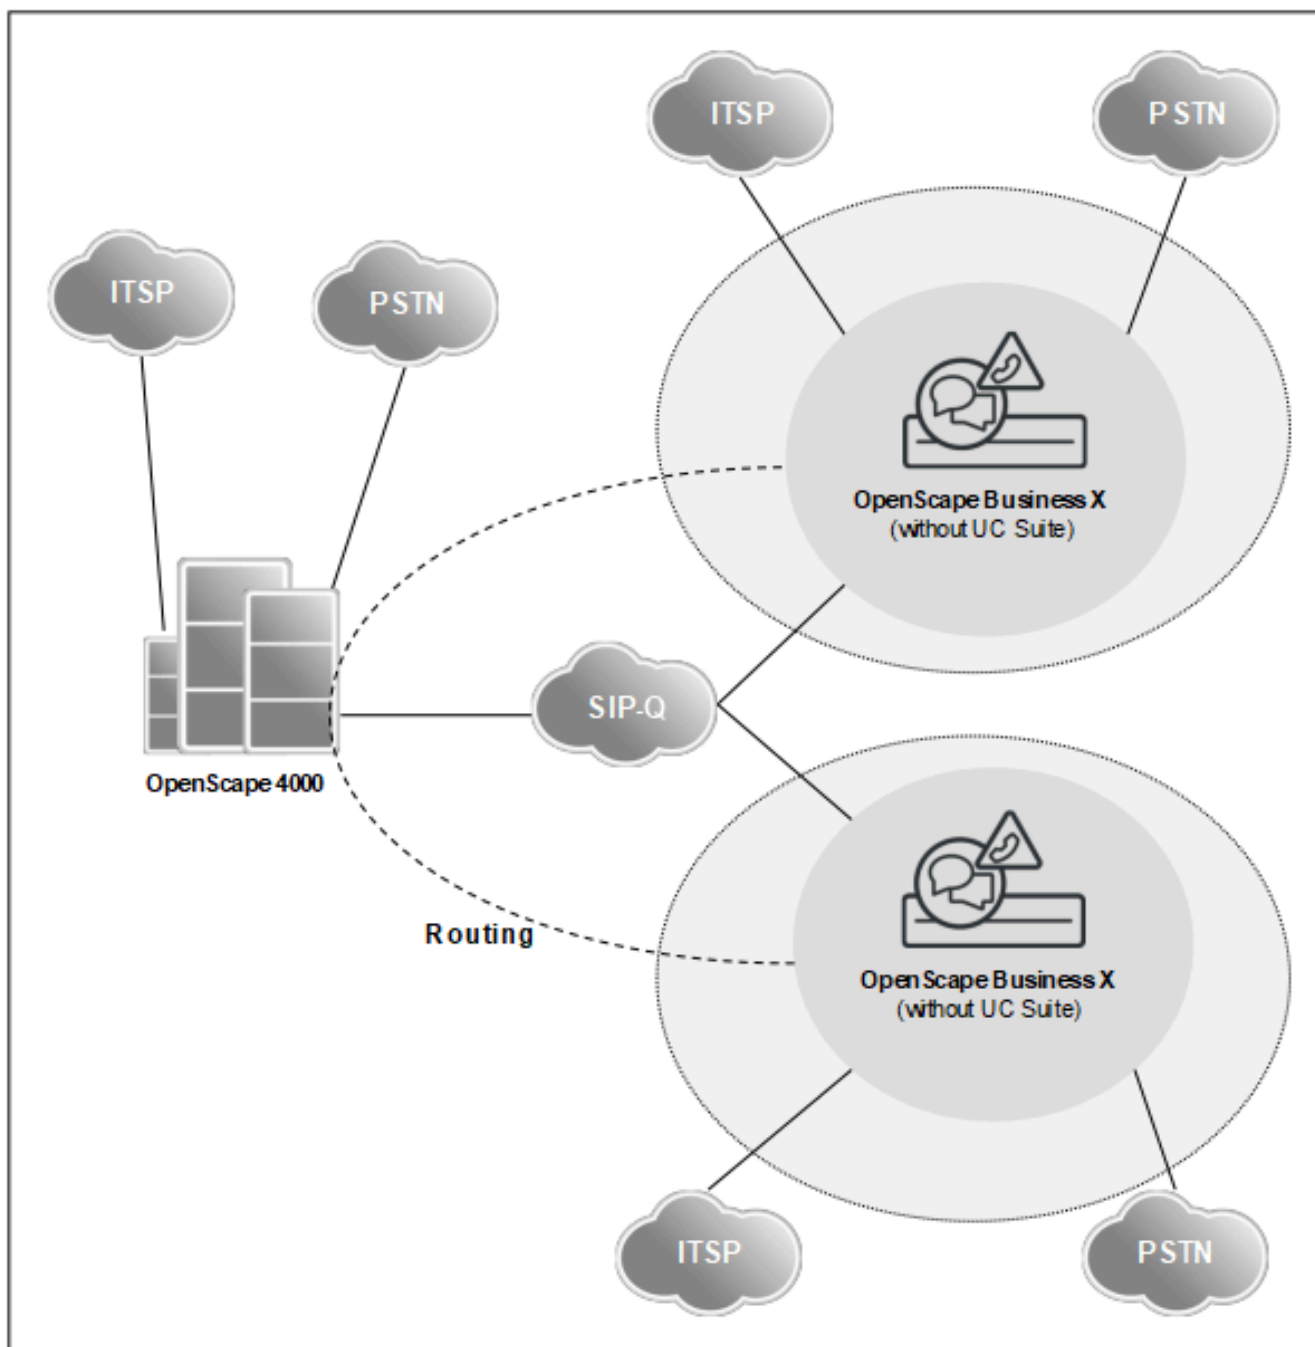 ITSP
PSTN
ITSP
PSTN
OpenScape Business X
(without UC Suite)
SIP-Q
OpenScape 4000
Routing
OpenScape Business X
(without UC Suite)
ITSP
PSTN